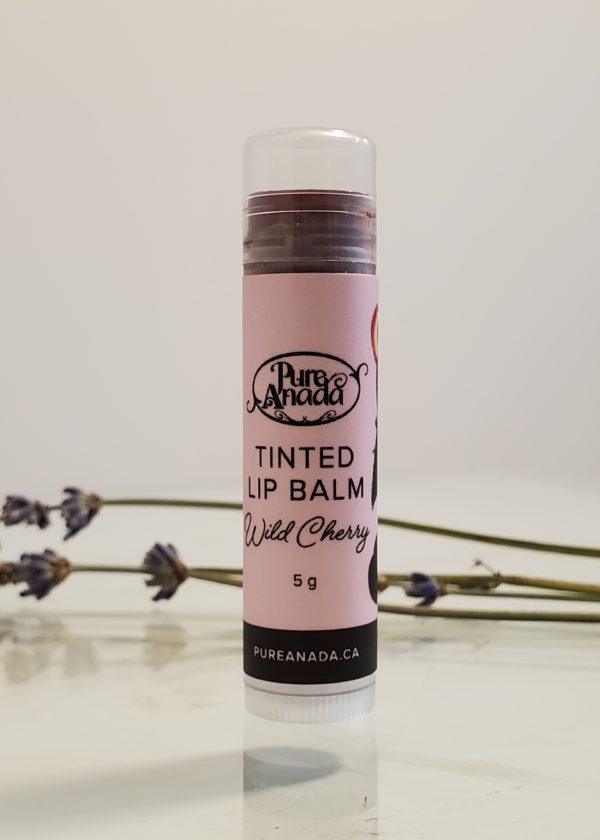 Pure
Anada
TINTED
LIP BALM
Wild Cherry
5 g
PUREANADA.CA